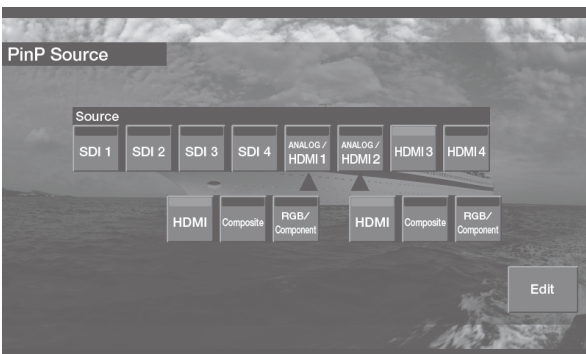 PinP Source
Source
SDI 1 SDI 2 SDI 3 SDI 4 ANALOG / HDMI 1 ANALOG / HDMI 2 HDMI 3 HDMI 4
HDMI Composite RGB/ Component HDMI Composite RGB/ Component
Edit